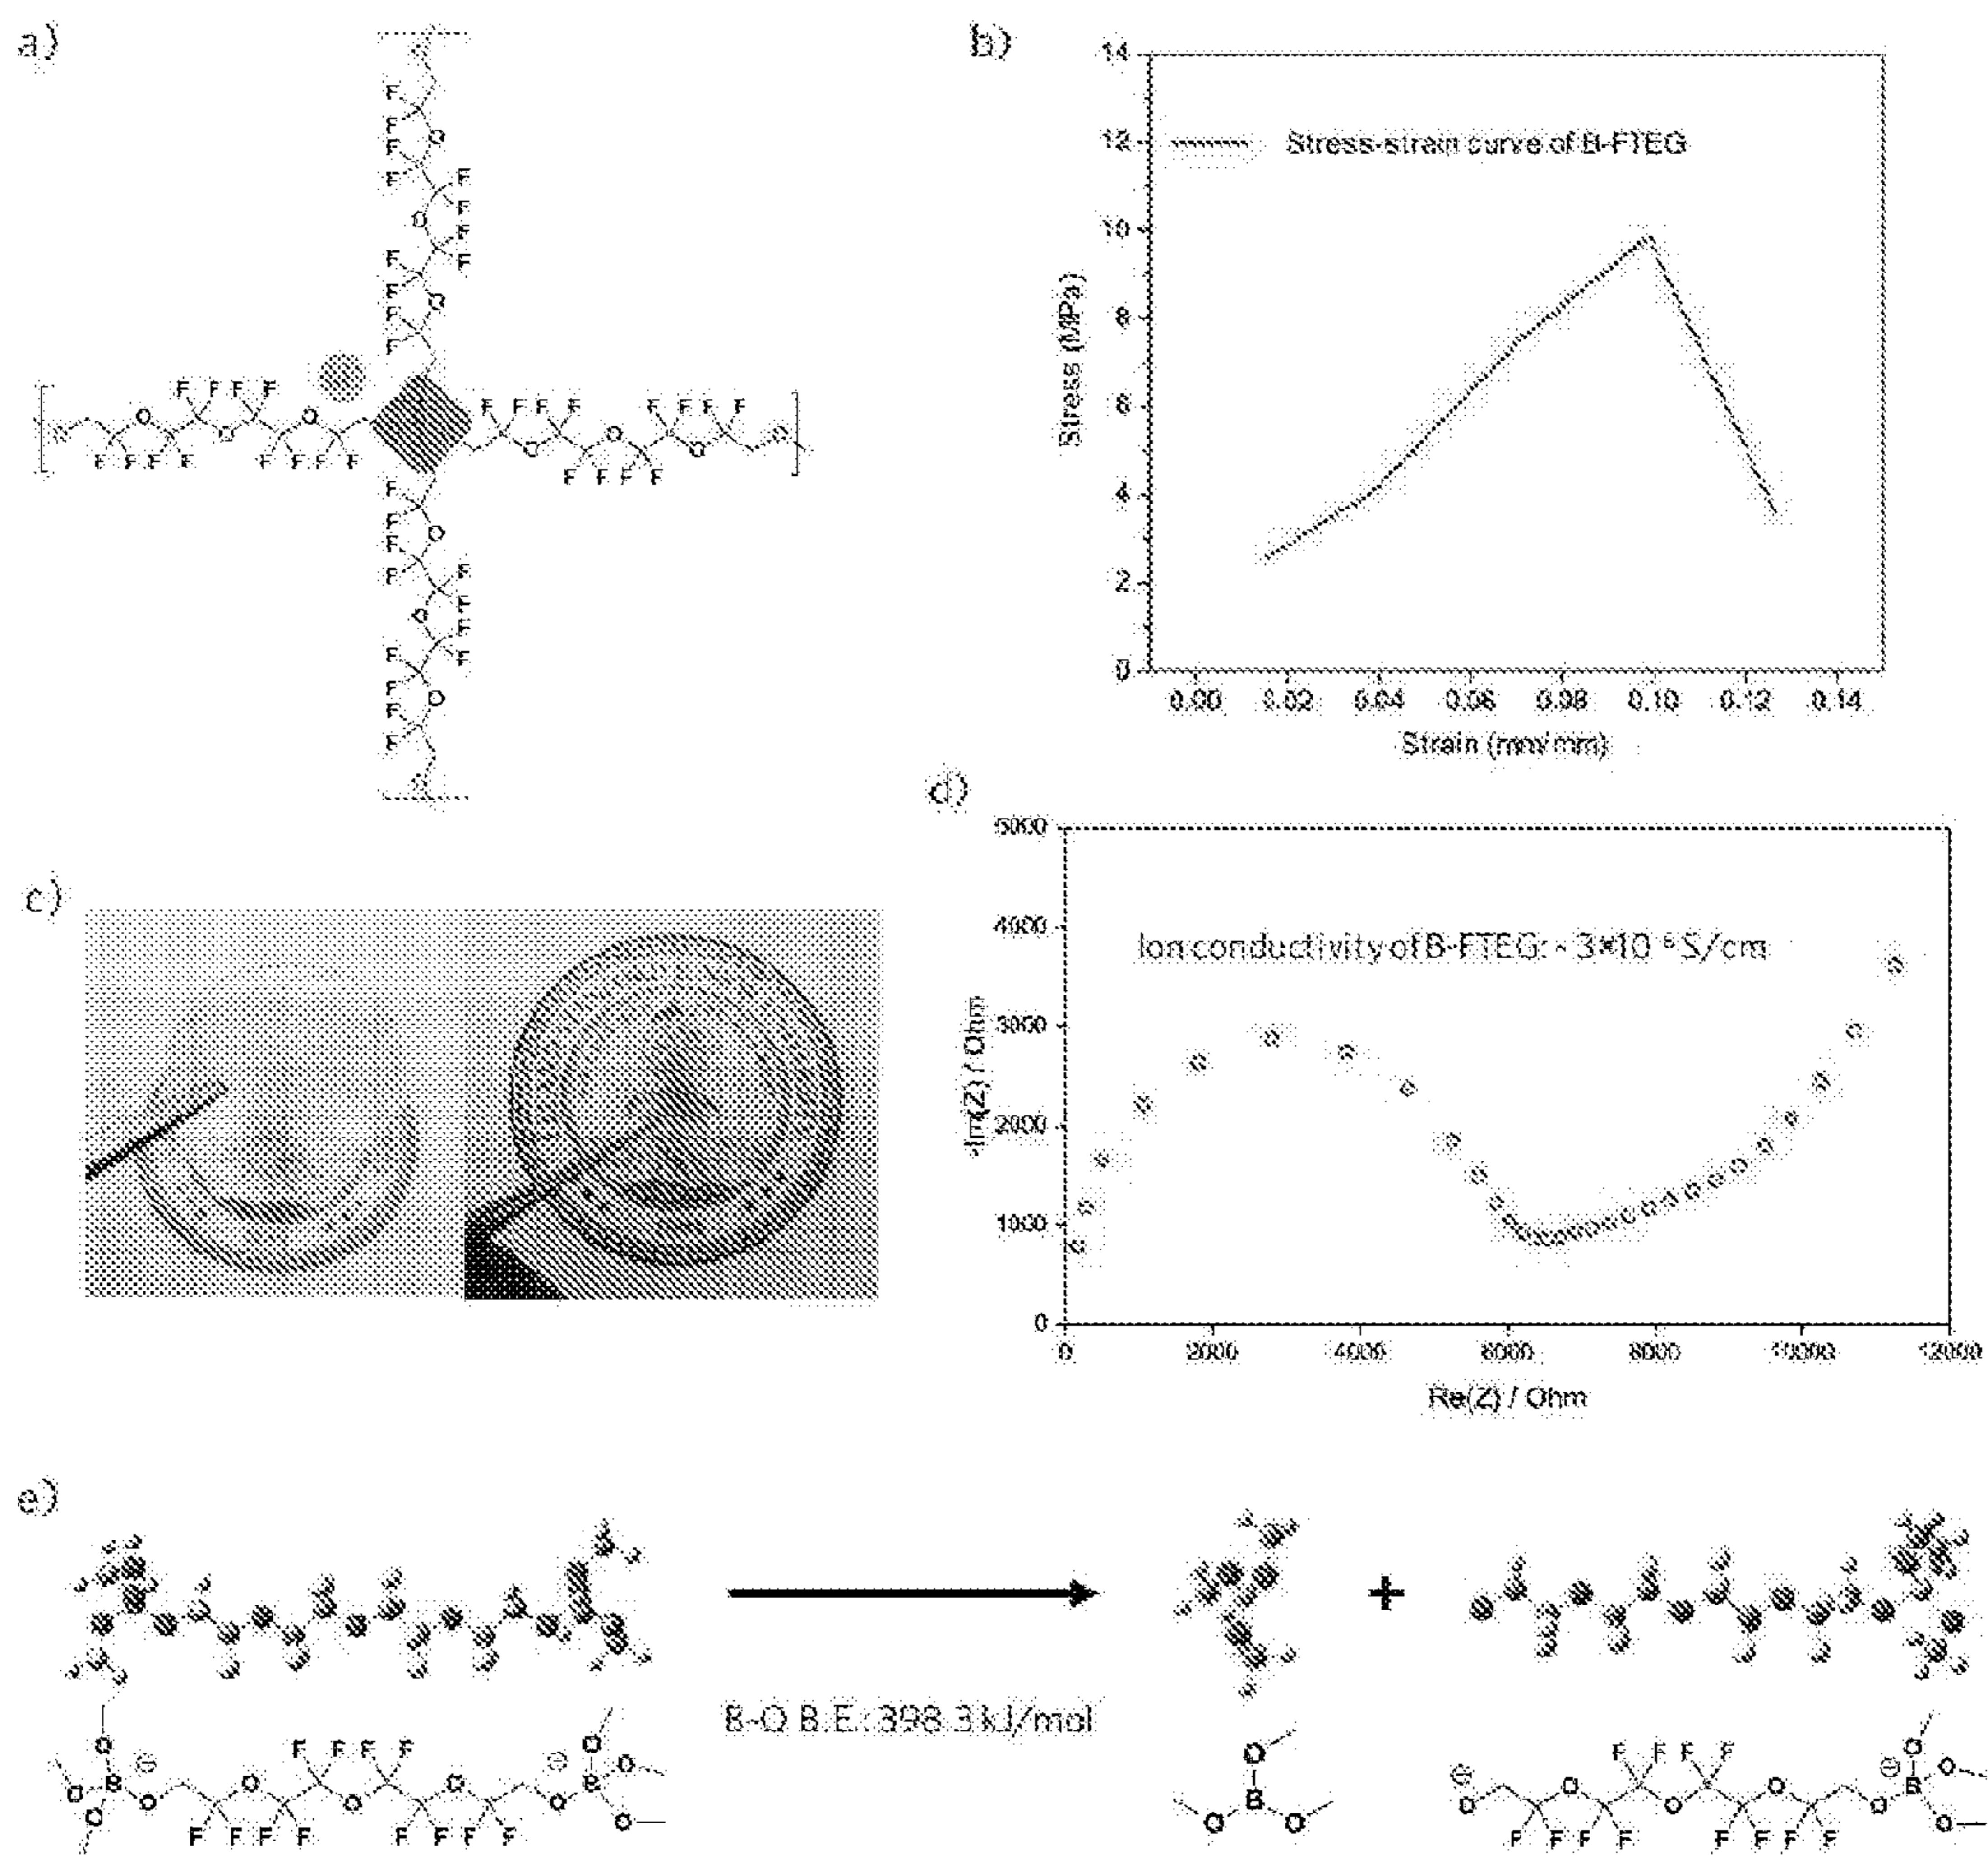 a)
b)
14
12
10
8
6
4
2
0
Stress-strain curve of B-FTEG
Stress (MPa)
0.00 0.02 0.04 0.06 0.08 0.10 0.12 0.14
Strain (mm/mm)
c)
d)
5000
4000
3000
2000
1000
0
Ion conductivity of B-FTEG: ~ 3×10⁻⁶ S/cm
-Im(Z) / Ohm
0 2000 4000 6000 8000 10000 12000
Re(Z) / Ohm
e)
+
B-O B.E.: 398.3 kJ/mol